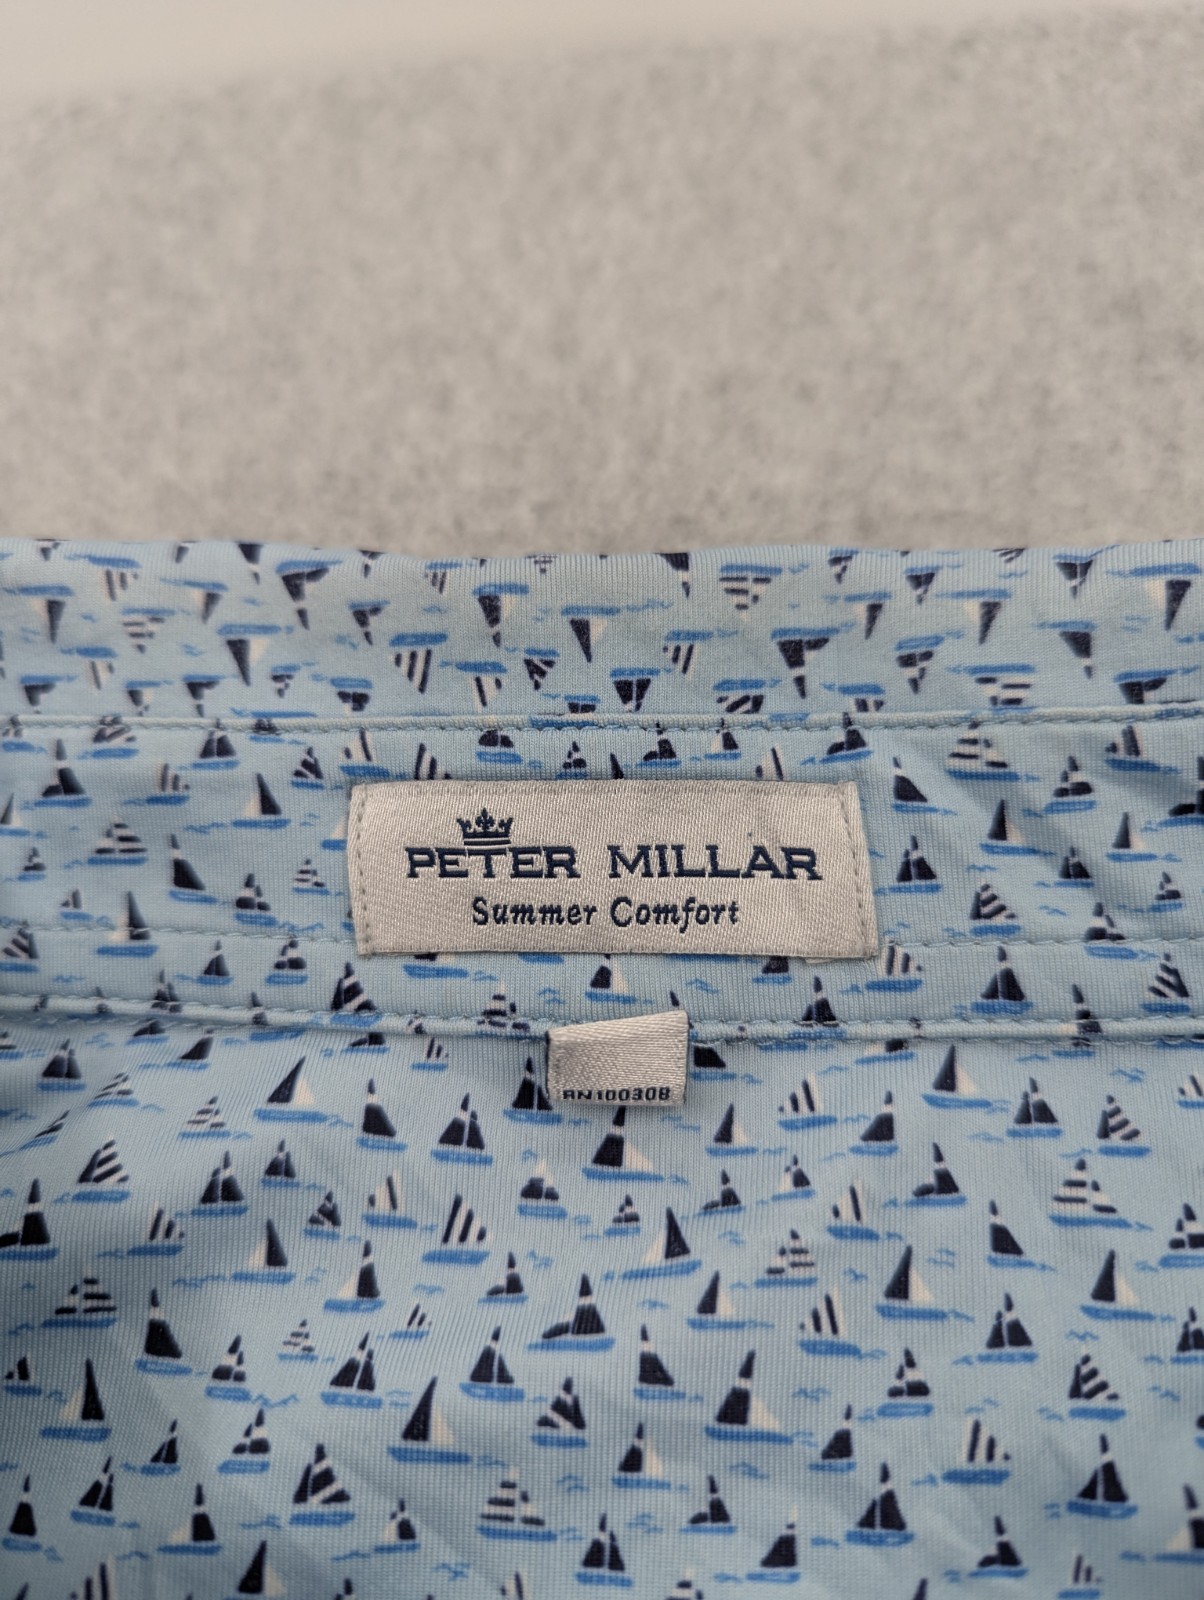 PETER MILLAR
Summer Comfort
RN100308